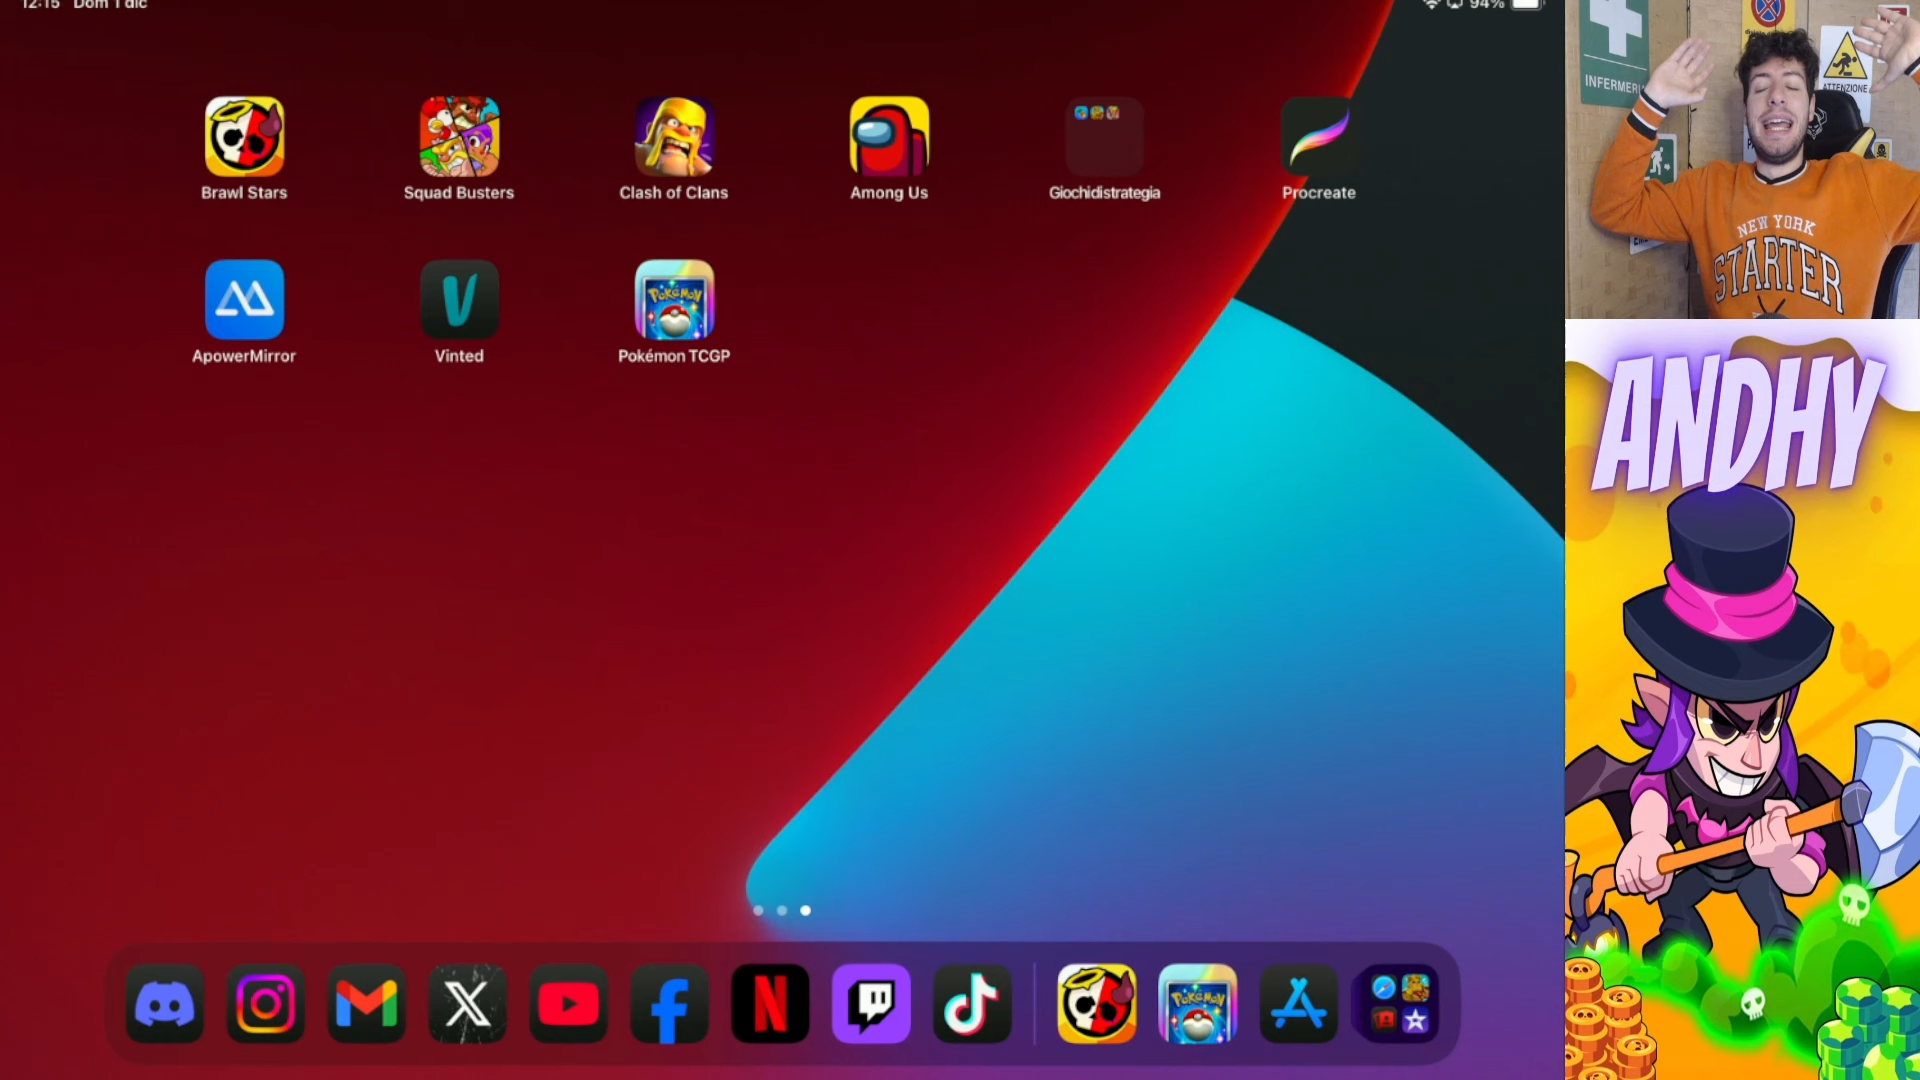 12:15 Dom 1 dic
94%
Brawl Stars
Squad Busters
Clash of Clans
Among Us
Giochidistrategia
Procreate
ApowerMirror
Vinted
Pokémon TCGP
INFERMERI
ATTENZIONE
NEW YORK
STARTER
ANDHY